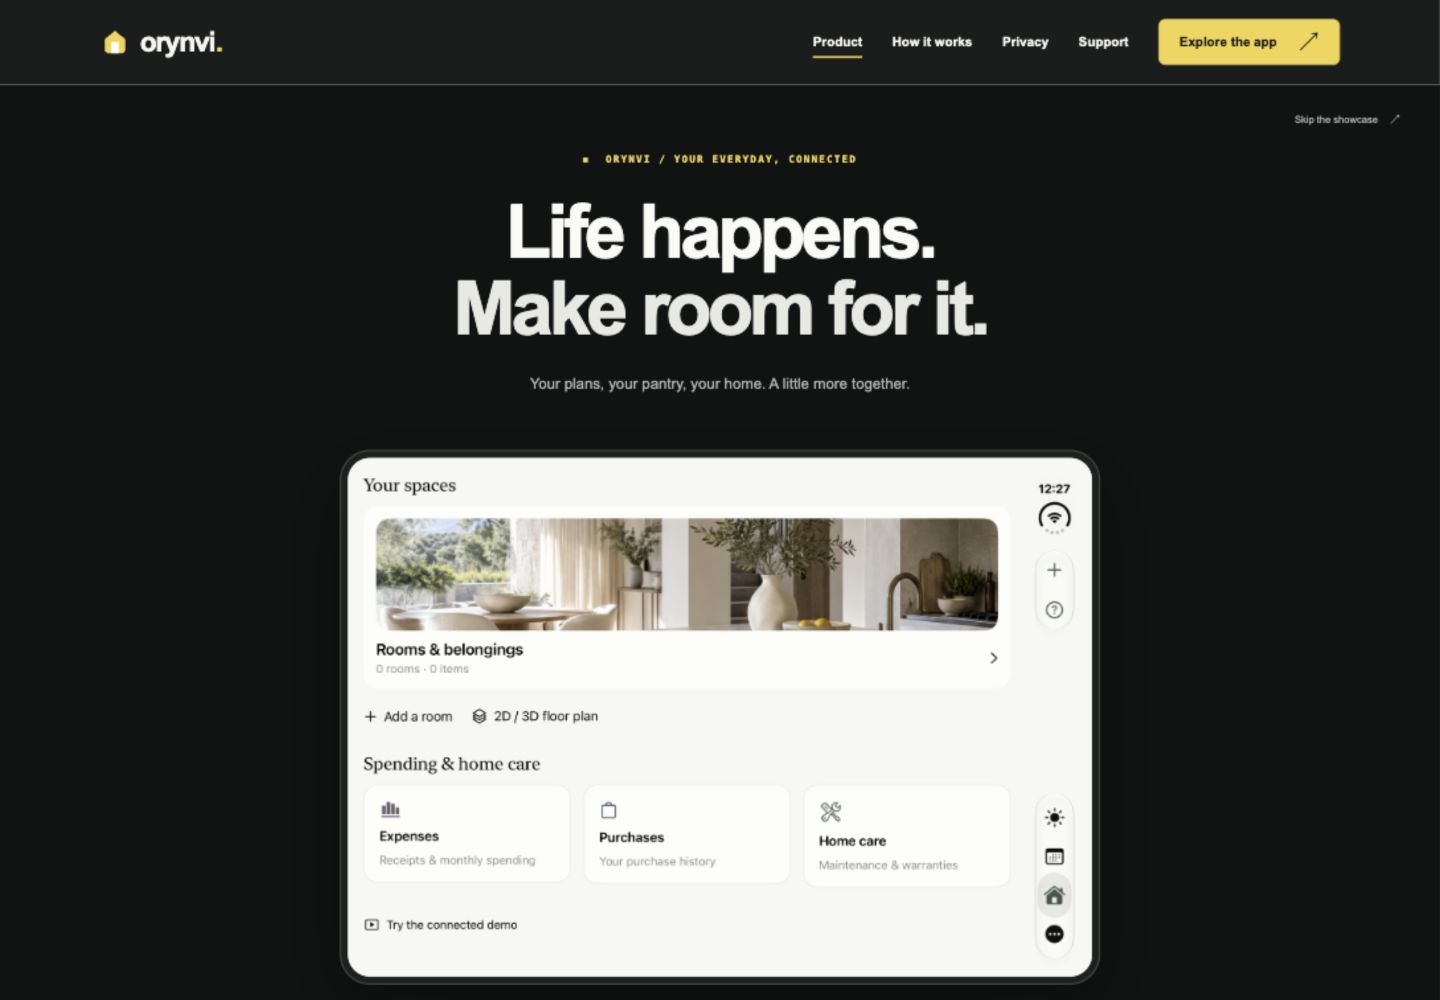 orynvi.
Product
How it works
Privacy
Support
Explore the app
Skip the showcase
ORYNVI / YOUR EVERYDAY, CONNECTED
Life happens.
Make room for it.
Your plans, your pantry, your home. A little more together.
Your spaces
12:27
Rooms & belongings
0 rooms · 0 items
Add a room
2D / 3D floor plan
Spending & home care
Expenses
Receipts & monthly spending
Purchases
Your purchase history
Home care
Maintenance & warranties
Try the connected demo